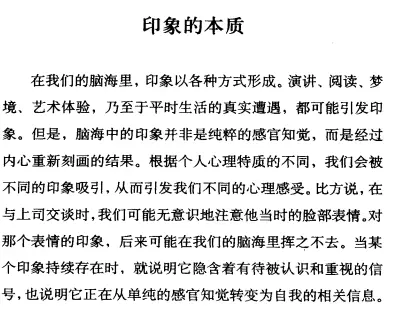 印象的本质
在我们的脑海里，印象以各种方式形成。演讲、阅读、梦
境、艺术体验，乃至于平时生活的真实遭遇，都可能引发印
象。但是，脑海中的印象并非是纯粹的感官知觉，而是经过
内心重新刻画的结果。根据个人心理特质的不同，我们会被
不同的印象吸引，从而引发我们不同的心理感受。比方说，在
与上司交谈时，我们可能无意识地注意他当时的脸部表情。对
那个表情的印象，后来可能在我们的脑海里挥之不去。当某
个印象持续存在时，就说明它隐含着有待被认识和重视的信
号，也说明它正在从单纯的感官知觉转变为自我的相关信息。